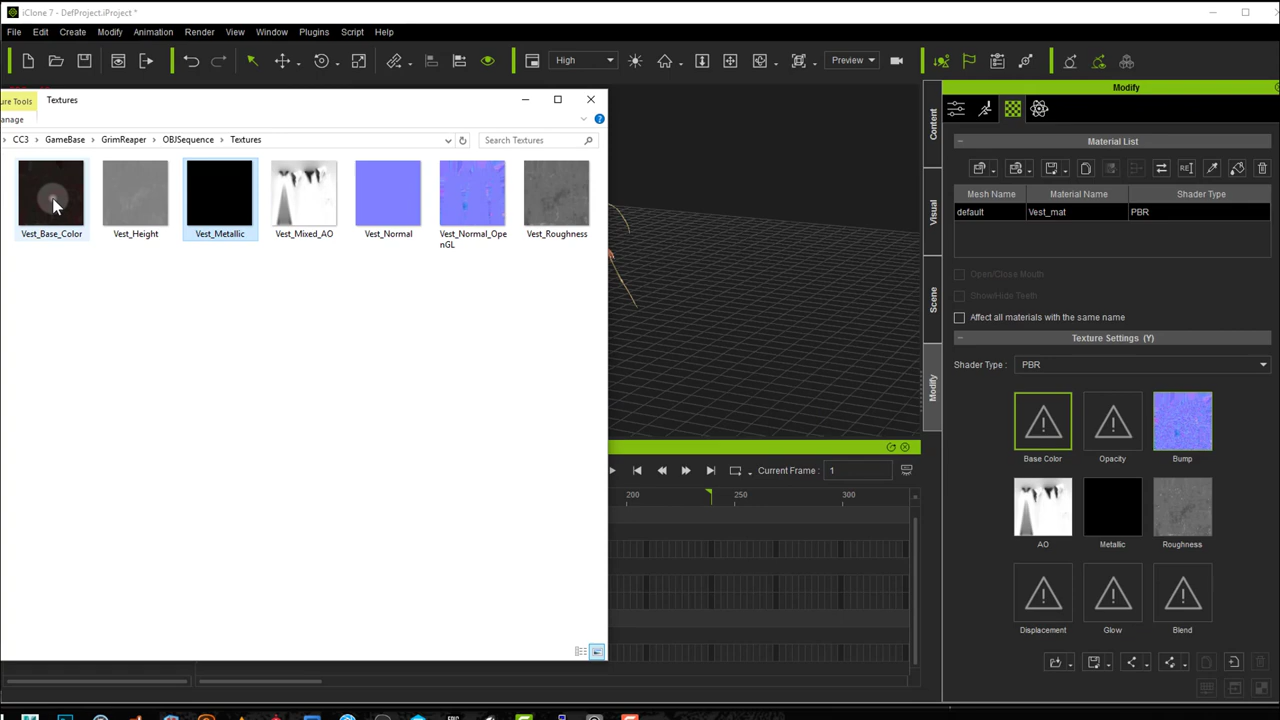 iClone 7 - DefProject.iProject *
File Edit Create Modify Animation Render View Window Plugins Script Help
High
Preview
Textures
Modify
CC3 GameBase GrimReaper OBJSequence Textures
Search Textures
Content
Visual
Scene
Modify
Material List
Mesh Name Material Name Shader Type
default Vest_mat PBR
Vest_Base_Color Vest_Height Vest_Metallic Vest_Mixed_AO Vest_Normal Vest_Normal_Ope Vest_Roughness
nGL
Open/Close Mouth
Show/Hide Teeth
Affect all materials with the same name
Texture Settings (Y)
Shader Type : PBR
Base Color Opacity Bump
AO Metallic Roughness
Displacement Glow Blend
Current Frame : 1
200 250 300